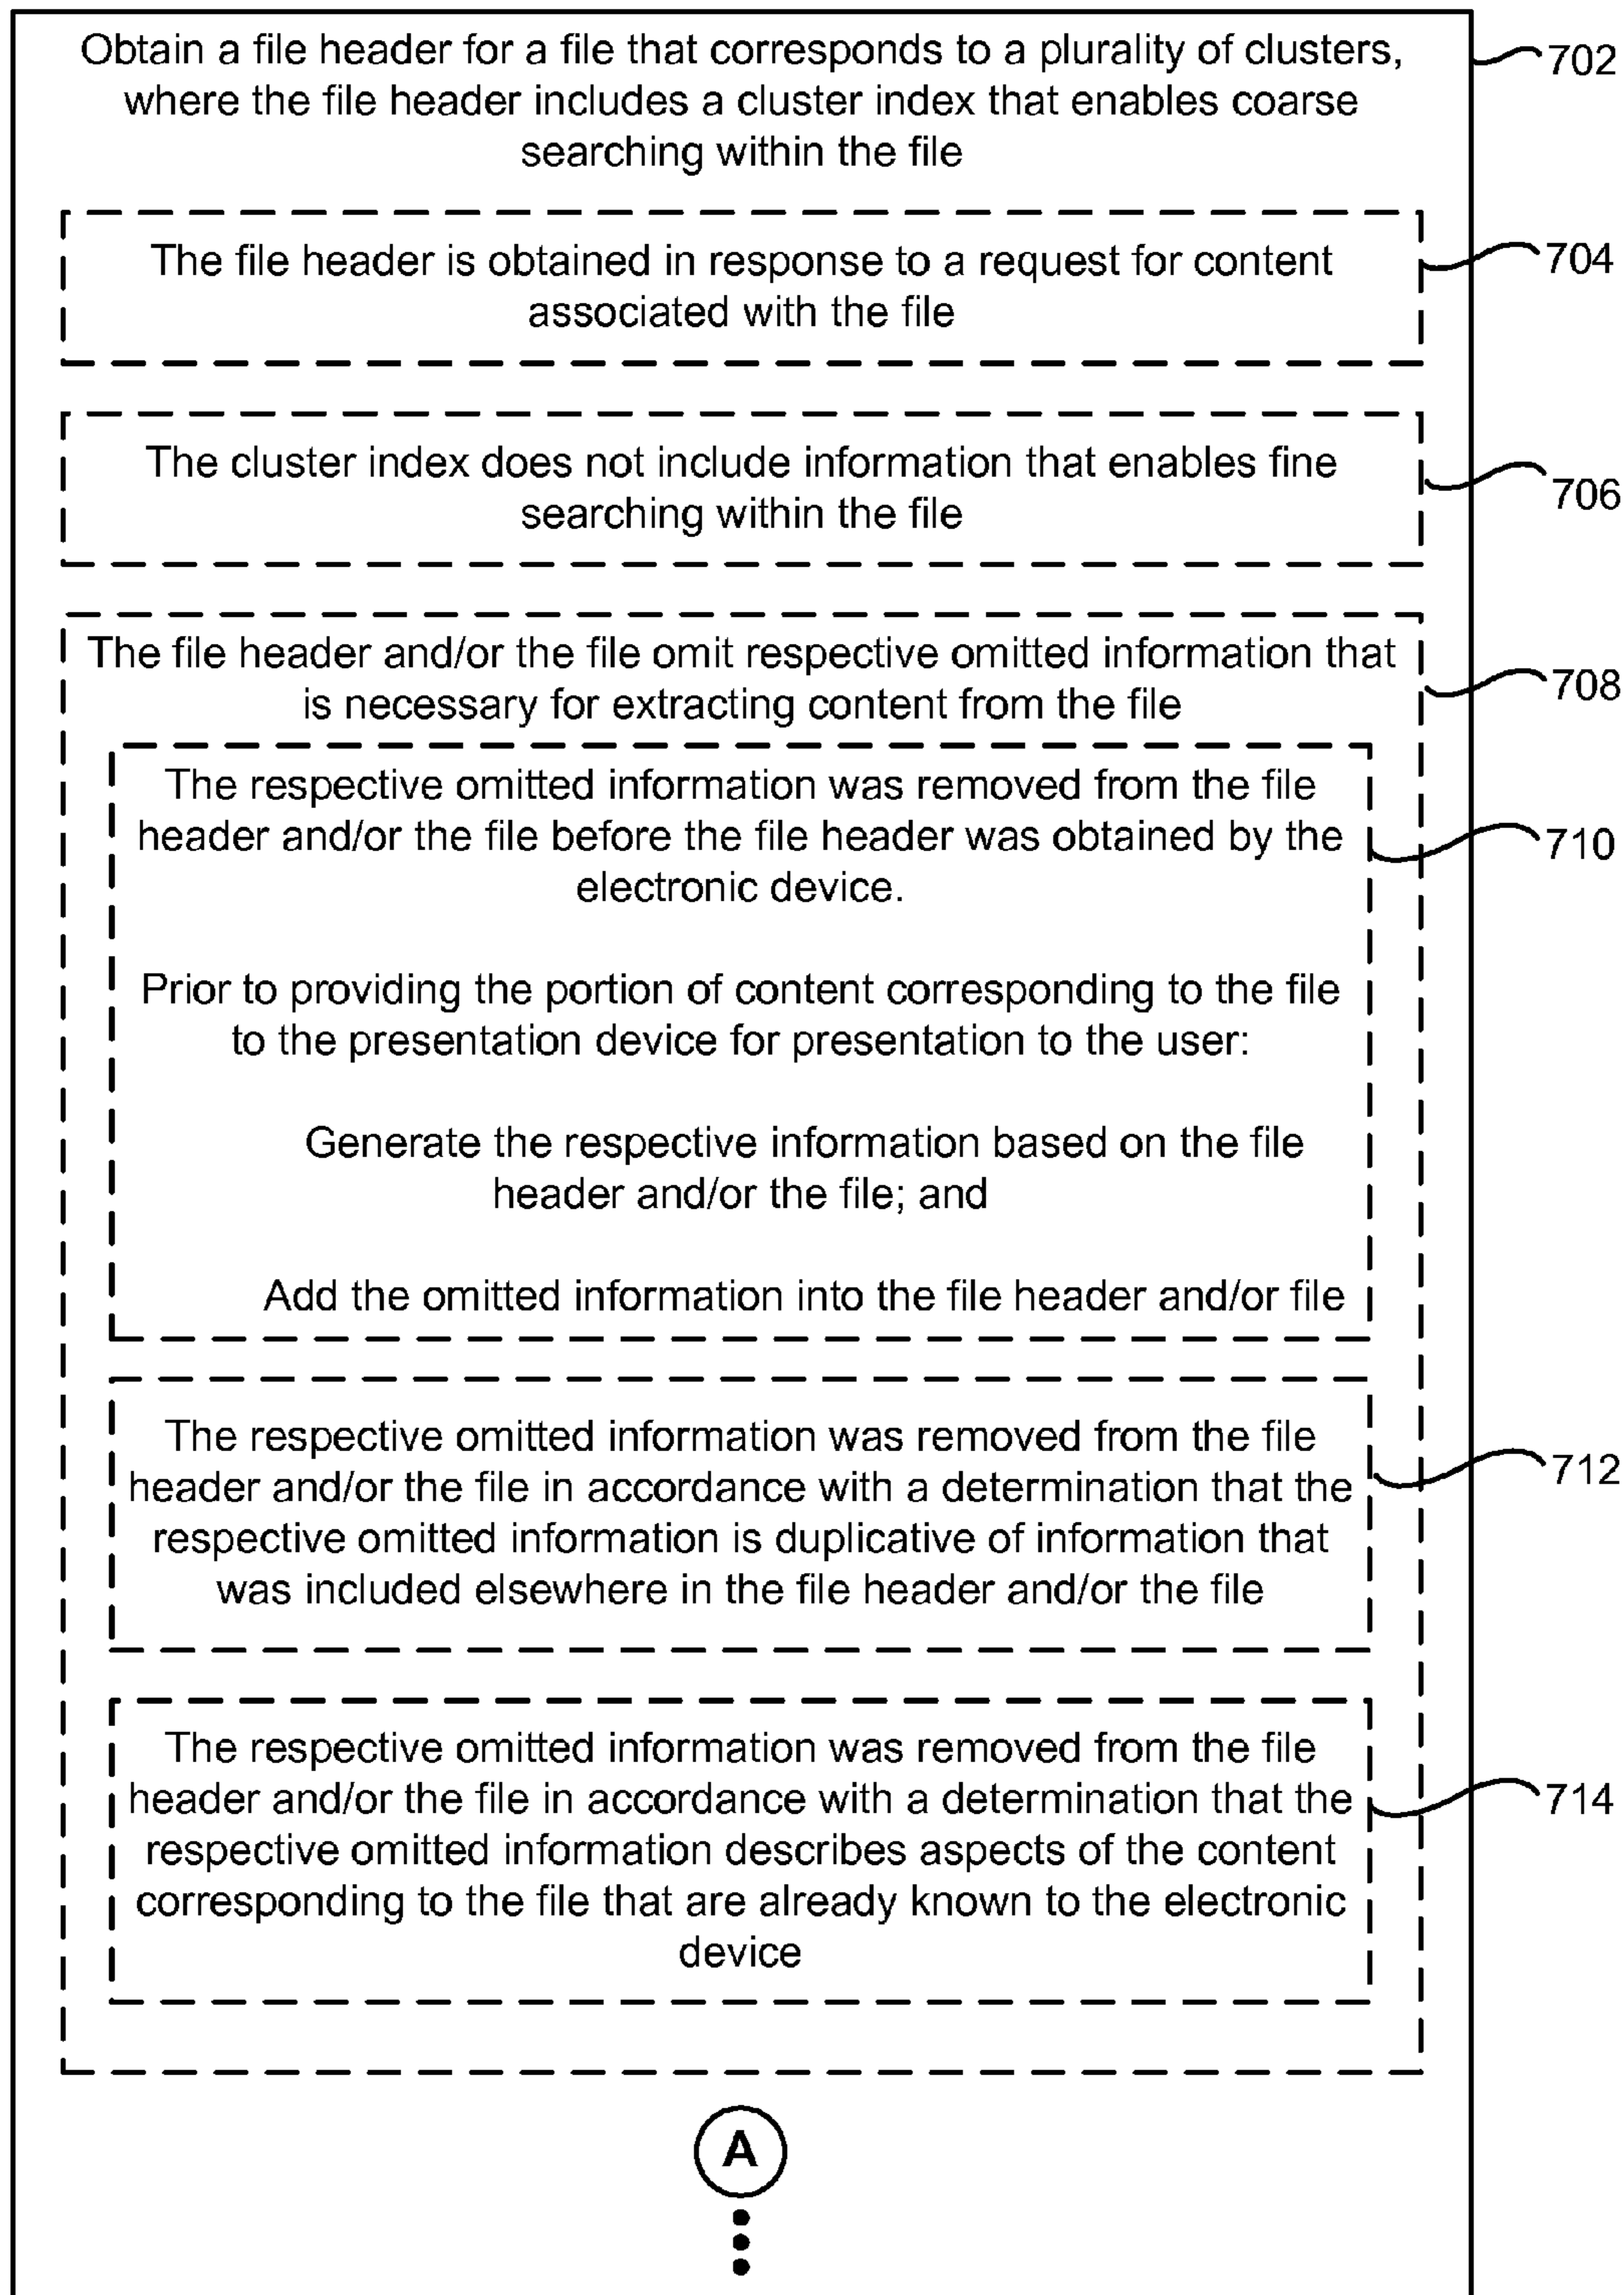 Obtain a file header for a file that corresponds to a plurality of clusters,
where the file header includes a cluster index that enables coarse
searching within the file
702
The file header is obtained in response to a request for content
associated with the file
704
The cluster index does not include information that enables fine
searching within the file
706
The file header and/or the file omit respective omitted information that
is necessary for extracting content from the file
708
The respective omitted information was removed from the file
header and/or the file before the file header was obtained by the
electronic device.
710
Prior to providing the portion of content corresponding to the file
to the presentation device for presentation to the user:
Generate the respective information based on the file
header and/or the file; and
Add the omitted information into the file header and/or file
The respective omitted information was removed from the file
header and/or the file in accordance with a determination that the
respective omitted information is duplicative of information that
was included elsewhere in the file header and/or the file
712
The respective omitted information was removed from the file
header and/or the file in accordance with a determination that the
respective omitted information describes aspects of the content
corresponding to the file that are already known to the electronic
device
714
A